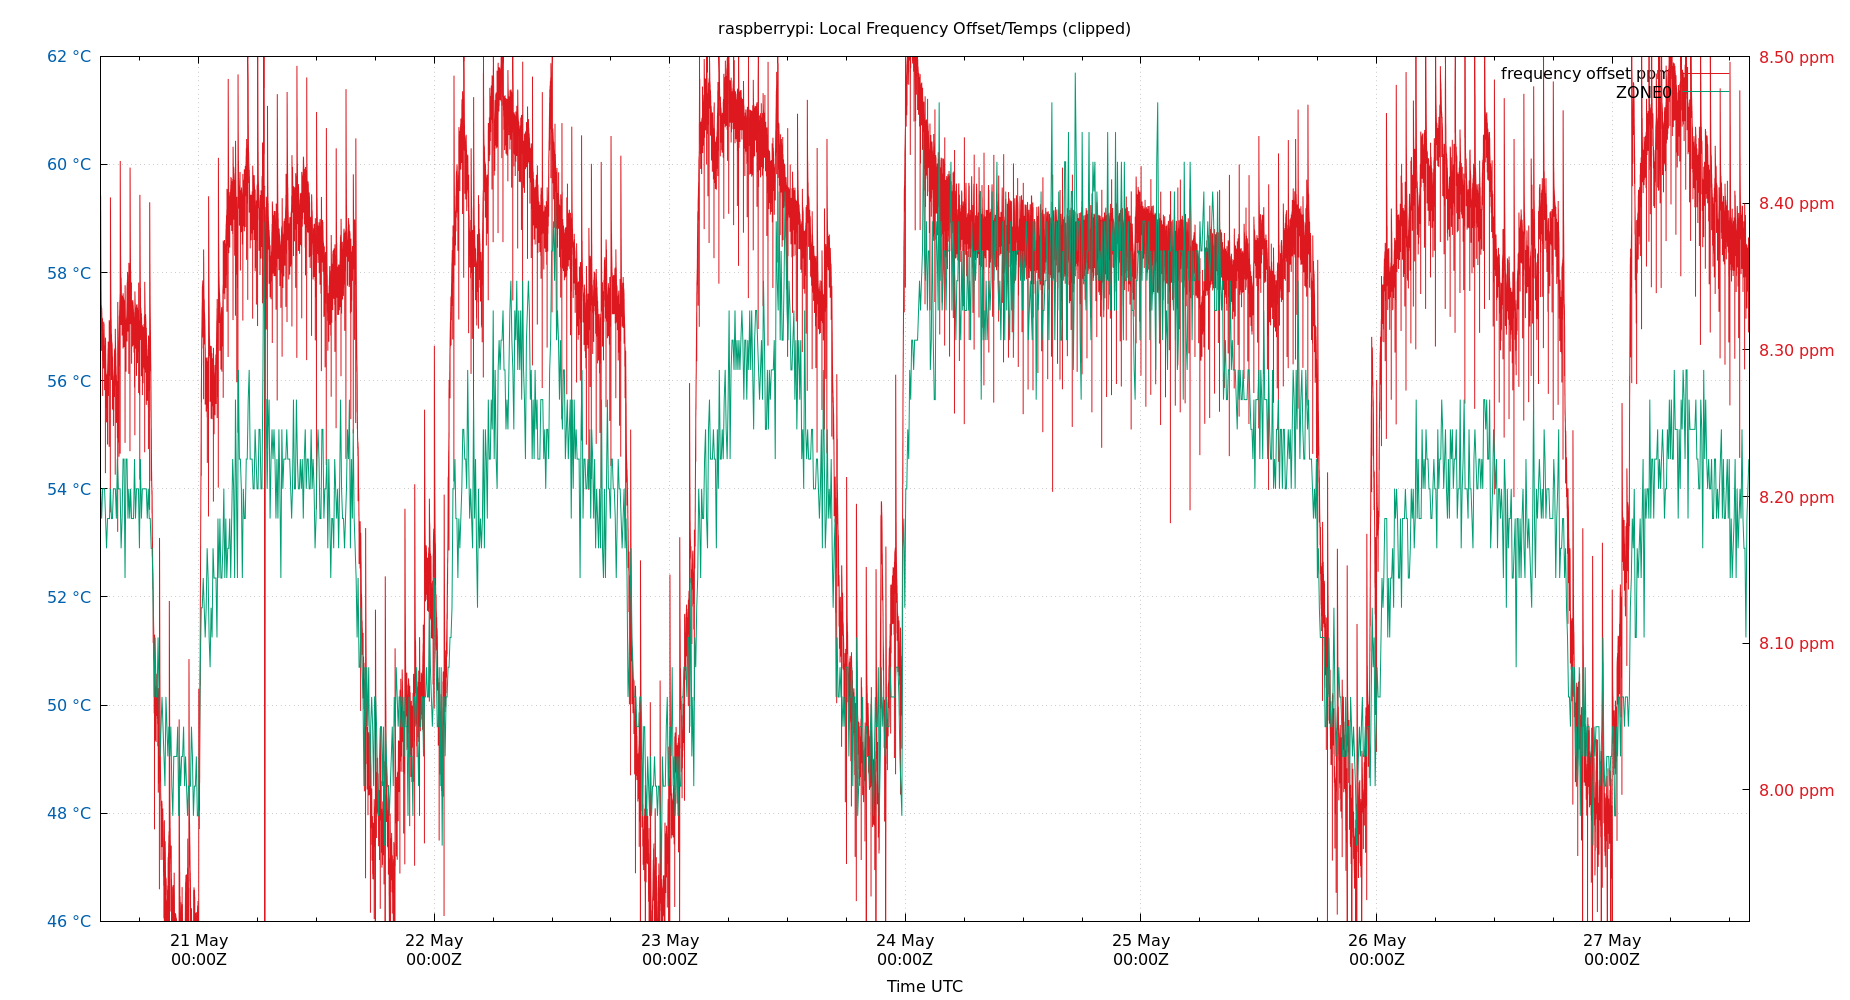 raspberrypi: Local Frequency Offset/Temps (clipped)
62 °C
60 °C
58 °C
56 °C
54 °C
52 °C
50 °C
48 °C
46 °C
8.50 ppm
8.40 ppm
8.30 ppm
8.20 ppm
8.10 ppm
8.00 ppm
frequency offset ppm
ZONE0
21 May
00:00Z
22 May
00:00Z
23 May
00:00Z
24 May
00:00Z
25 May
00:00Z
26 May
00:00Z
27 May
00:00Z
Time UTC